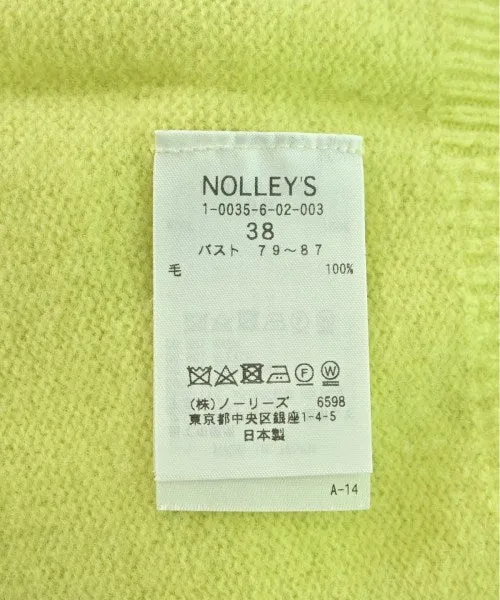 NOLLEY'S
1-0035-6-02-003
38
バスト 79～87
毛 100%
(株)ノーリーズ 6598
東京都中央区銀座1-4-5
日本製
A-14